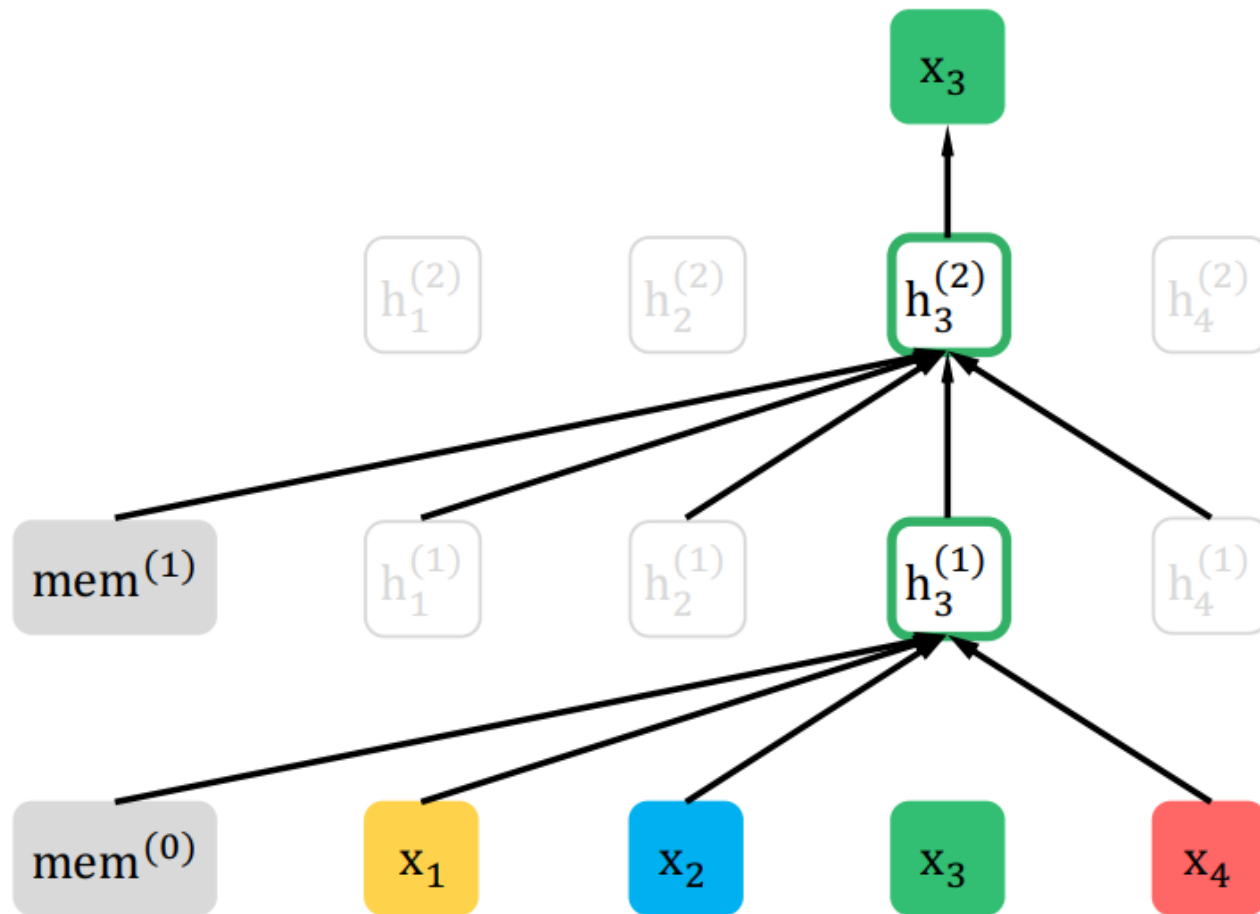 x₃
h₁⁽²⁾ h₂⁽²⁾ h₃⁽²⁾ h₄⁽²⁾
mem⁽¹⁾ h₁⁽¹⁾ h₂⁽¹⁾ h₃⁽¹⁾ h₄⁽¹⁾
mem⁽⁰⁾ x₁ x₂ x₃ x₄